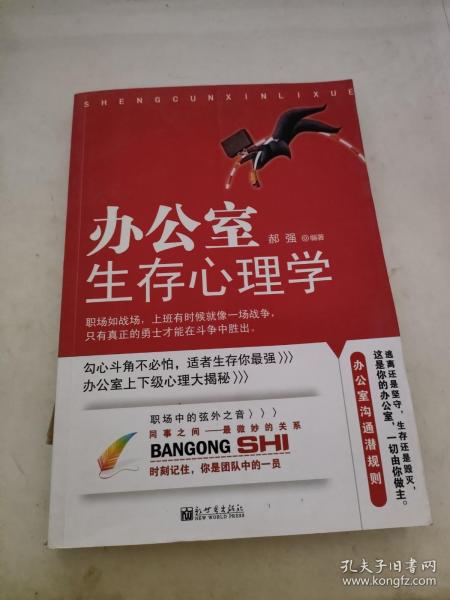 SHENGCUNXINLIXUE
办公室
郝强 ◎编著
生存心理学
职场如战场，上班有时候就像一场战争，
只有真正的勇士才能在斗争中胜出。
勾心斗角不必怕，适者生存你最强》》
办公室上下级心理大揭秘》》
职场中的弦外之音》》》
同事之间——最微妙的关系
BANGONG SHI
时刻记住，你是团队中的一员
办公室沟通潜规则
逃离还是坚守，生存还是毁灭，
这是你的办公室，一切由你做主。
新世界出版社
NEW WORLD PRESS
孔夫子旧书网
www.kongfz.com